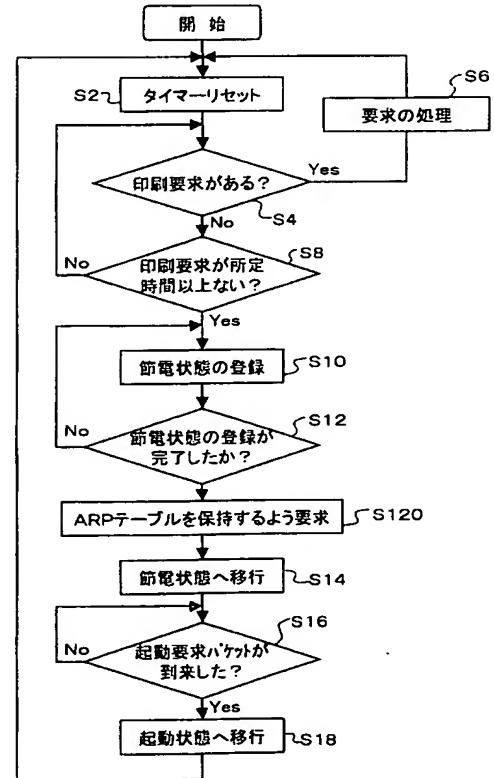 開 始
S2
タイマーリセット
S6
要求の処理
印刷要求がある？
Yes
S4
No
S8
印刷要求が所定
時間以上ない？
No
Yes
節電状態の登録
S10
S12
節電状態の登録が
完了したか？
No
ARPテーブルを保持するよう要求
S120
節電状態へ移行
S14
S16
起動要求パケットが
到来した？
No
Yes
起動状態へ移行
S18